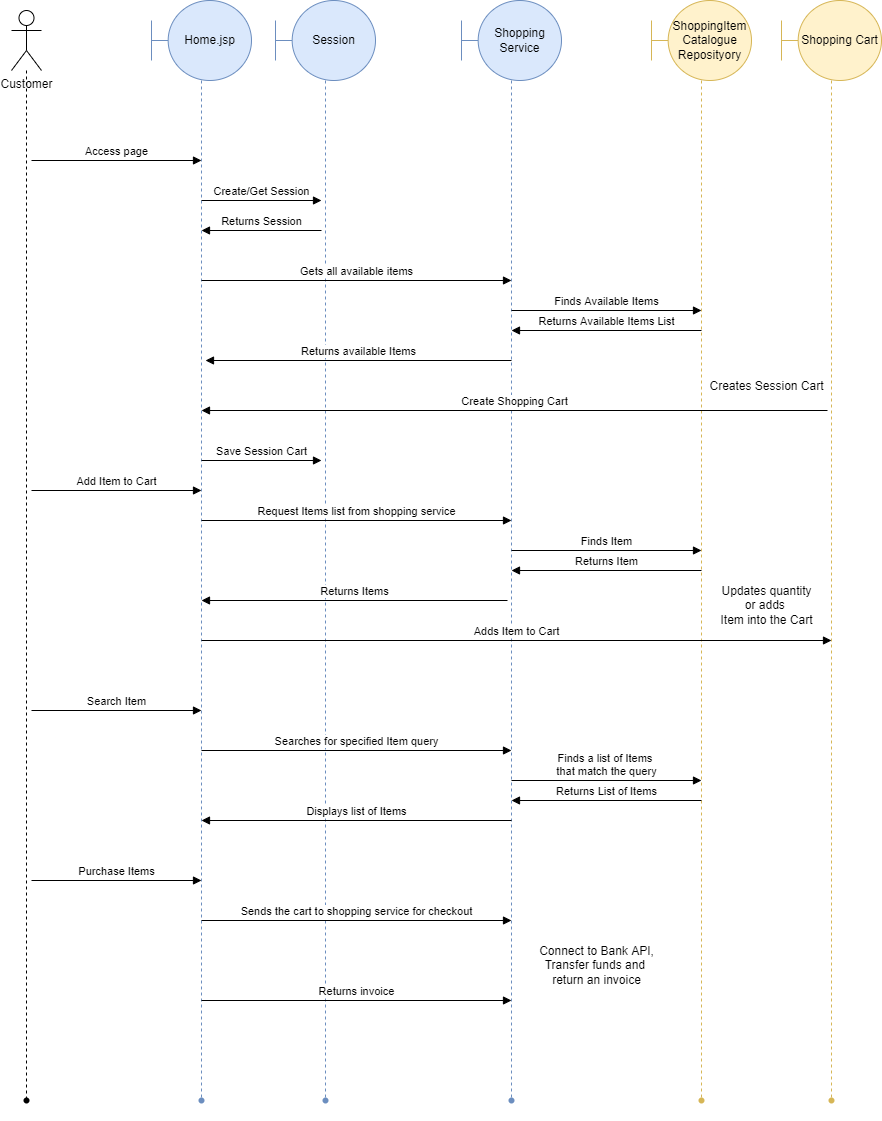 Customer
Home.jsp
Session
Shopping
Service
ShoppingItem
Catalogue
Reposityory
Shopping Cart
Access page
Create/Get Session
Returns Session
Gets all available items
Finds Available Items
Returns Available Items List
Returns available Items
Creates Session Cart
Create Shopping Cart
Save Session Cart
Add Item to Cart
Request Items list from shopping service
Finds Item
Returns Item
Returns Items
Updates quantity
or adds
Item into the Cart
Adds Item to Cart
Search Item
Searches for specified Item query
Finds a list of Items
that match the query
Returns List of Items
Displays list of Items
Purchase Items
Sends the cart to shopping service for checkout
Connect to Bank API,
Transfer funds and
return an invoice
Returns invoice